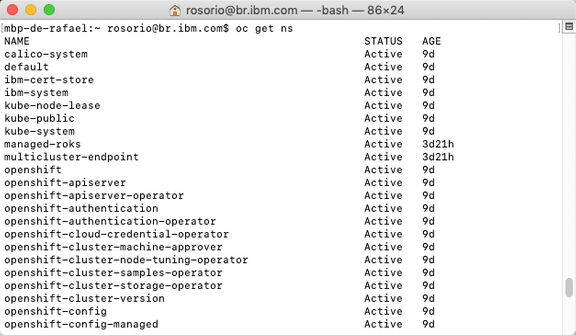 rosorio@br.ibm.com — -bash — 86×24
[mbp-de-rafael:~ rosorio@br.ibm.com$ oc get ns ]
NAME STATUS AGE
calico-system Active 9d
default Active 9d
ibm-cert-store Active 9d
ibm-system Active 9d
kube-node-lease Active 9d
kube-public Active 9d
kube-system Active 9d
managed-roks Active 3d21h
multicluster-endpoint Active 3d21h
openshift Active 9d
openshift-apiserver Active 9d
openshift-apiserver-operator Active 9d
openshift-authentication Active 9d
openshift-authentication-operator Active 9d
openshift-cloud-credential-operator Active 9d
openshift-cluster-machine-approver Active 9d
openshift-cluster-node-tuning-operator Active 9d
openshift-cluster-samples-operator Active 9d
openshift-cluster-storage-operator Active 9d
openshift-cluster-version Active 9d
openshift-config Active 9d
openshift-config-managed Active 9d